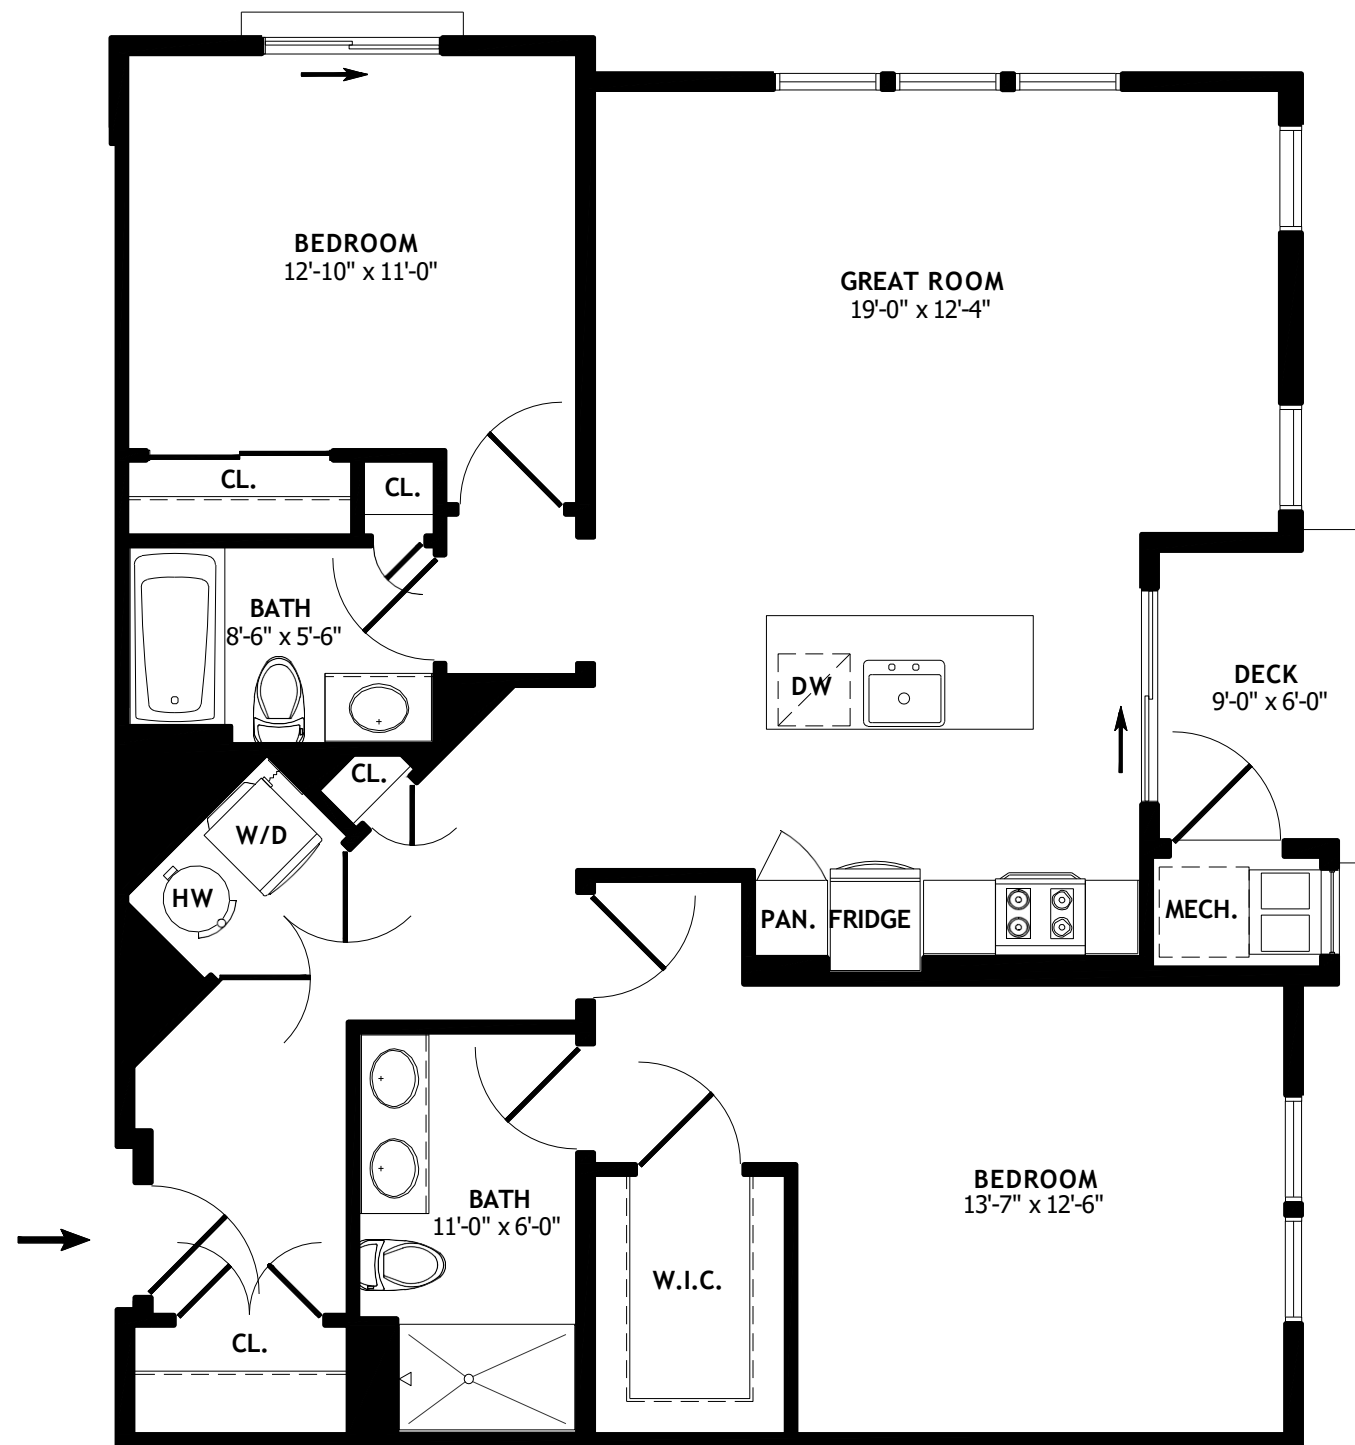 BEDROOM
12'-10" x 11'-0"
GREAT ROOM
19'-0" x 12'-4"
CL.
CL.
BATH
8'-6" x 5'-6"
DW
DECK
9'-0" x 6'-0"
CL.
W/D
HW
PAN.
FRIDGE
MECH.
BEDROOM
13'-7" x 12'-6"
BATH
11'-0" x 6'-0"
W.I.C.
CL.